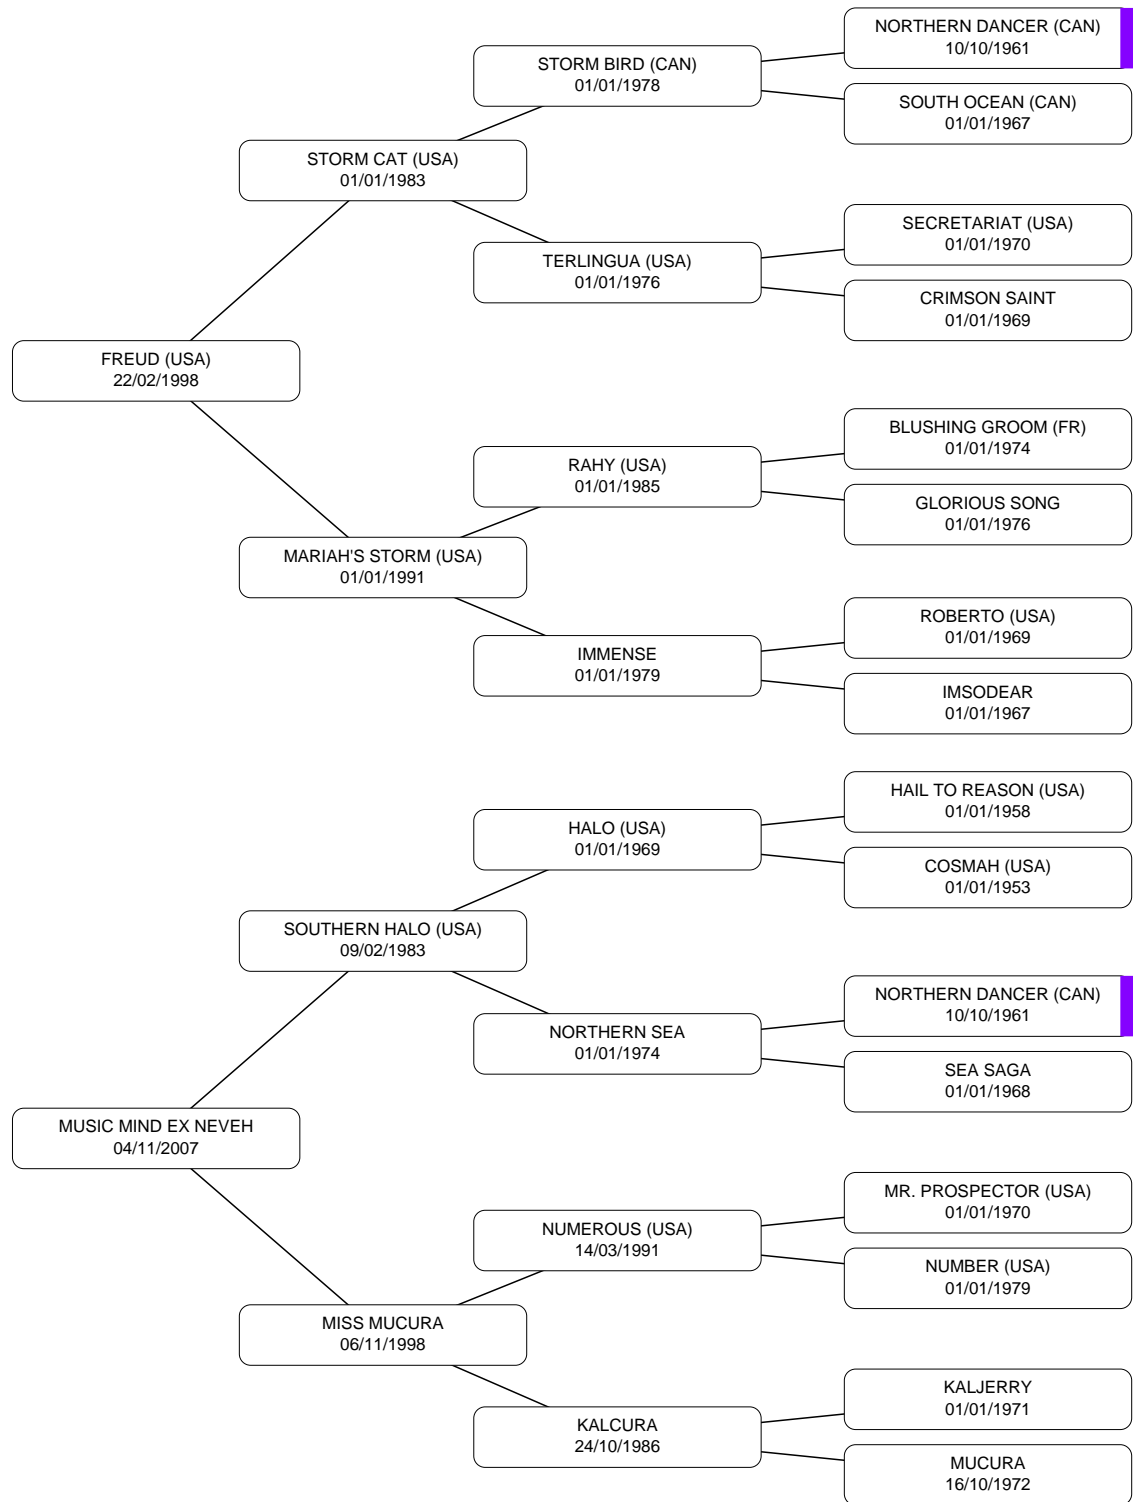 NORTHERN DANCER (CAN)
10/10/1961
STORM BIRD (CAN)
01/01/1978
SOUTH OCEAN (CAN)
01/01/1967
STORM CAT (USA)
01/01/1983
SECRETARIAT (USA)
01/01/1970
TERLINGUA (USA)
01/01/1976
CRIMSON SAINT
01/01/1969
FREUD (USA)
22/02/1998
BLUSHING GROOM (FR)
01/01/1974
RAHY (USA)
01/01/1985
GLORIOUS SONG
01/01/1976
MARIAH'S STORM (USA)
01/01/1991
ROBERTO (USA)
01/01/1969
IMMENSE
01/01/1979
IMSODEAR
01/01/1967
HAIL TO REASON (USA)
01/01/1958
HALO (USA)
01/01/1969
COSMAH (USA)
01/01/1953
SOUTHERN HALO (USA)
09/02/1983
NORTHERN DANCER (CAN)
10/10/1961
NORTHERN SEA
01/01/1974
SEA SAGA
01/01/1968
MUSIC MIND EX NEVEH
04/11/2007
MR. PROSPECTOR (USA)
01/01/1970
NUMEROUS (USA)
14/03/1991
NUMBER (USA)
01/01/1979
MISS MUCURA
06/11/1998
KALJERRY
01/01/1971
KALCURA
24/10/1986
MUCURA
16/10/1972